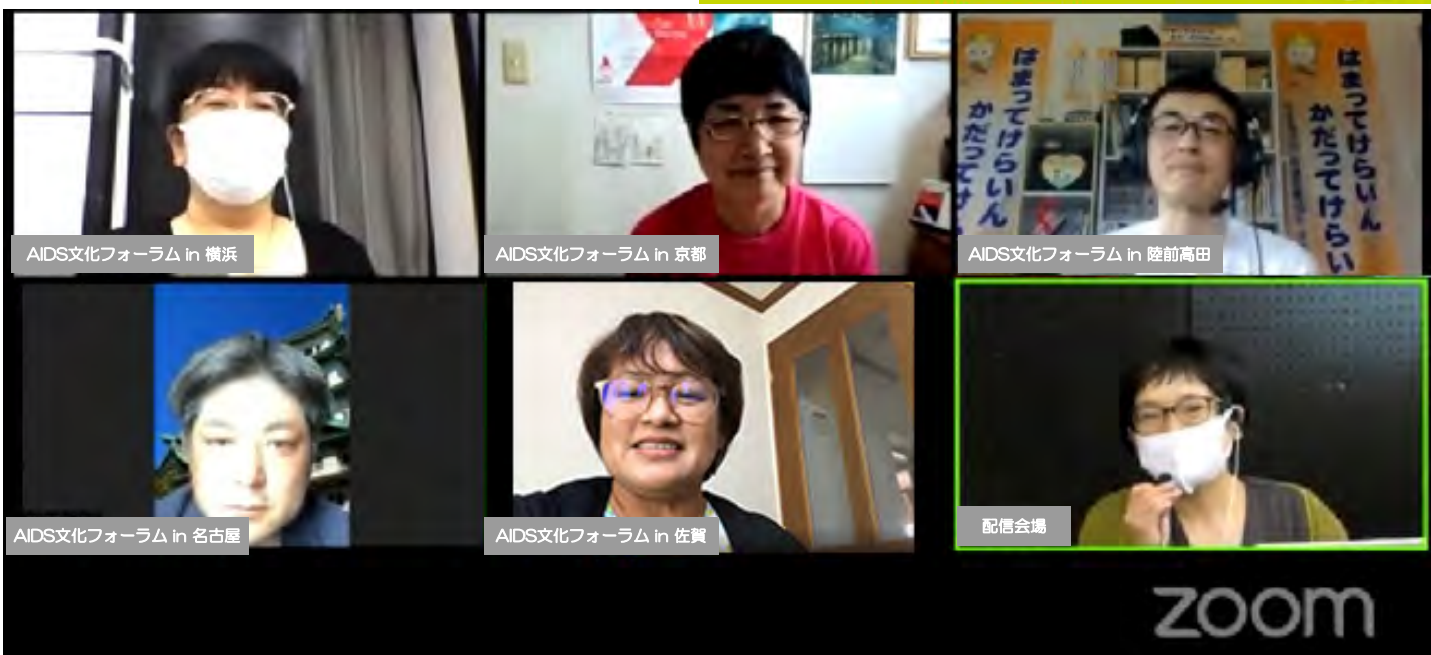 AIDS文化フォーラム in 横浜
AIDS文化フォーラム in 京都
はまってけらいん
かだってけ
はまってけらいん
かだってけらい
AIDS文化フォーラム in 陸前高田
AIDS文化フォーラム in 名古屋
AIDS文化フォーラム in 佐賀
配信会場
zoom